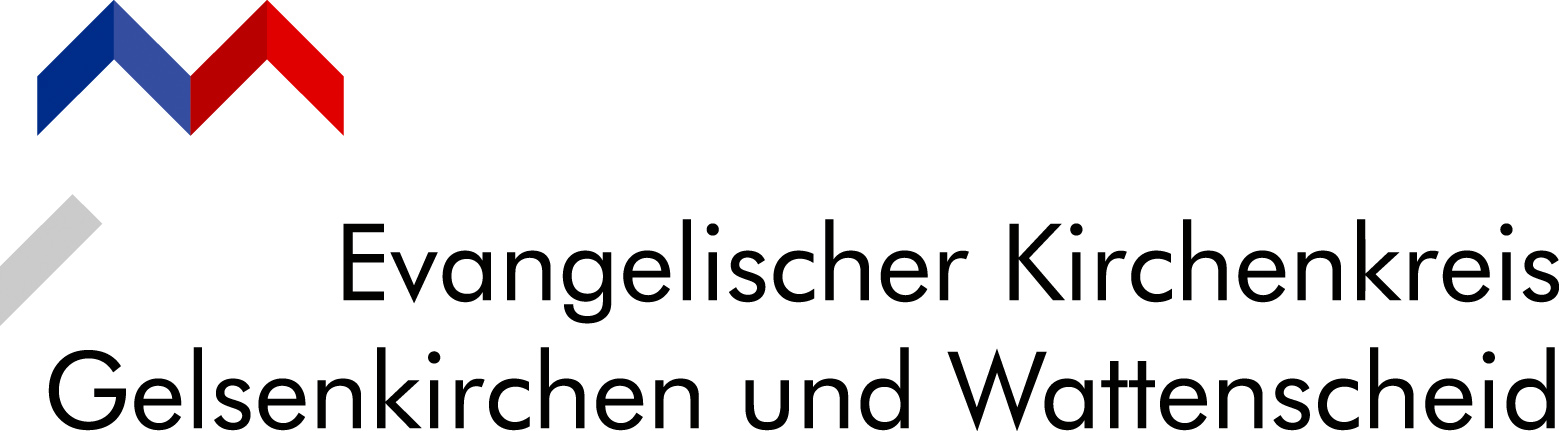 Evangelischer Kirchenkreis
Gelsenkirchen und Wattenscheid